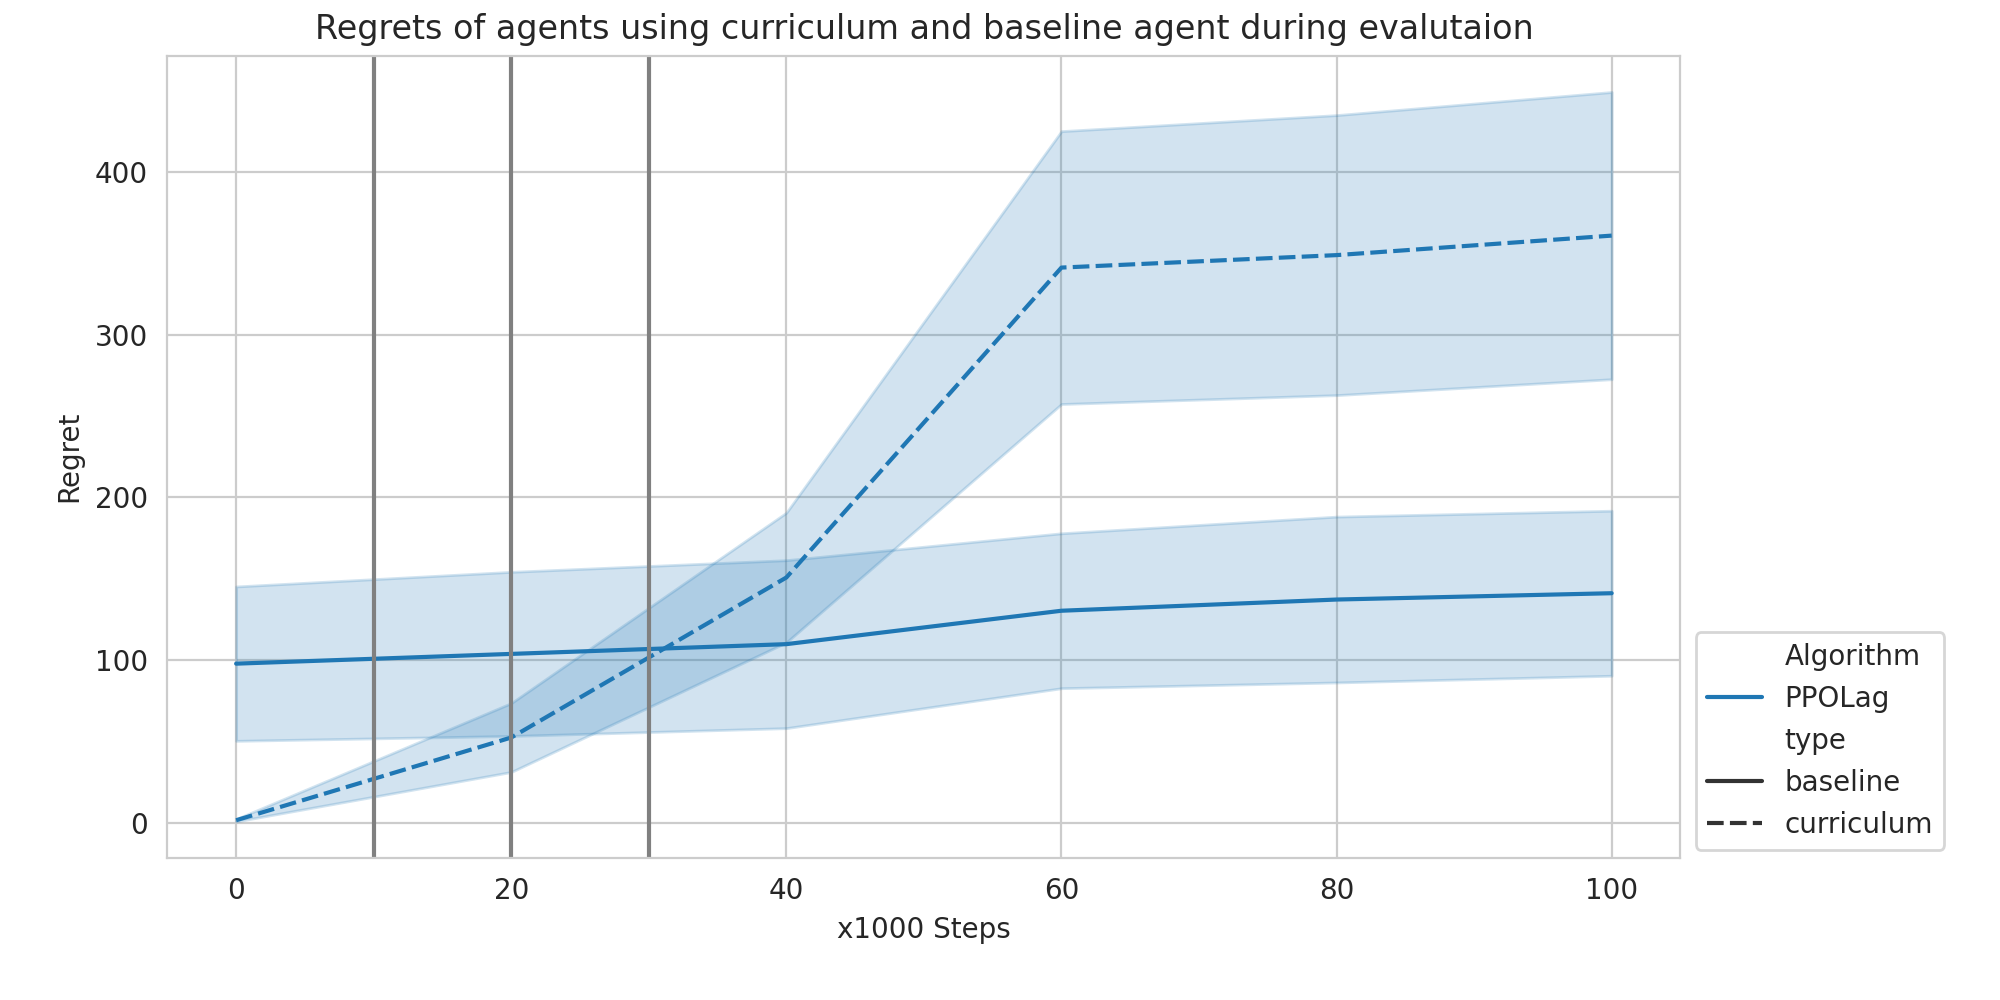 Regrets of agents using curriculum and baseline agent during evalutaion
400
300
200
100
0
Regret
0 20 40 60 80 100
x1000 Steps
Algorithm
PPOLag
type
baseline
curriculum